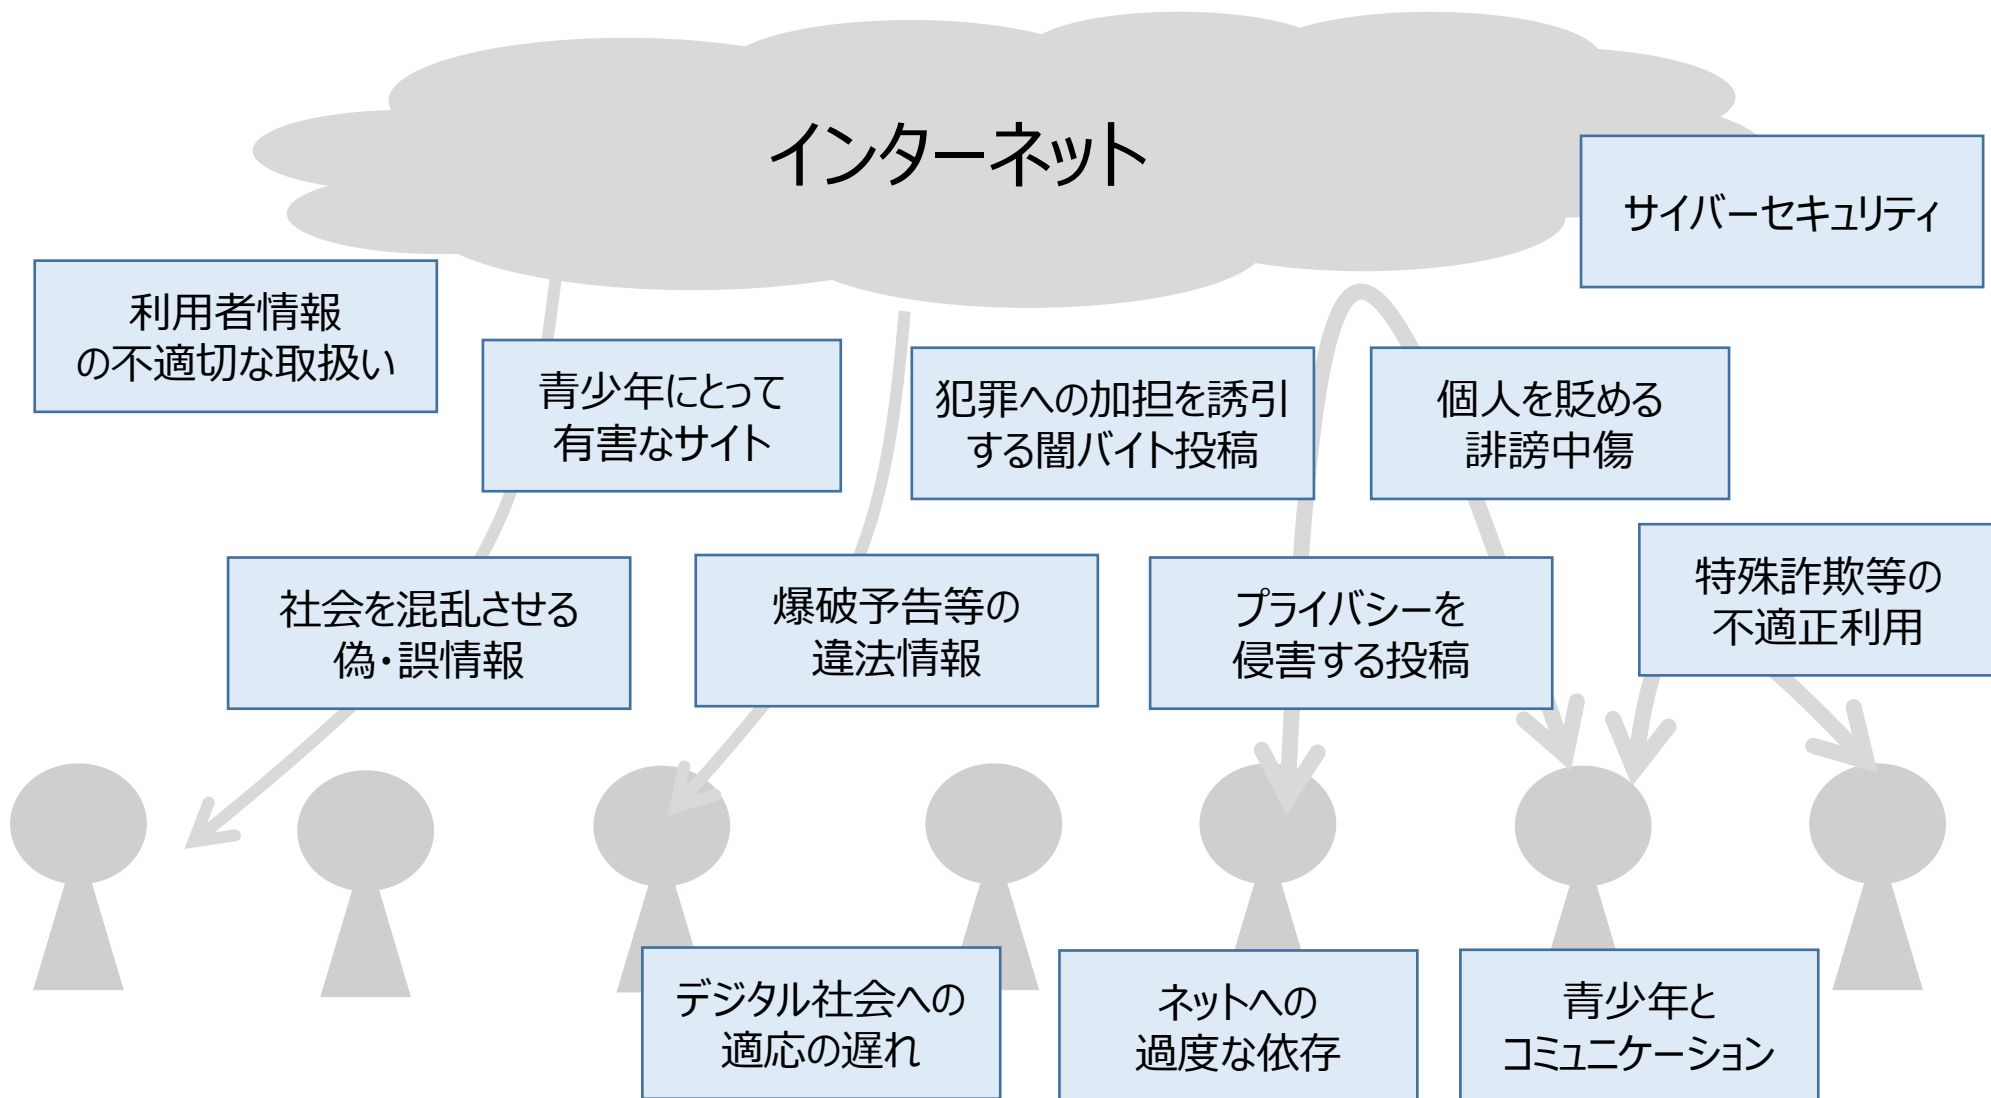 インターネット
サイバーセキュリティ
利用者情報
の不適切な取扱い
青少年にとって
有害なサイト
犯罪への加担を誘引
する闇バイト投稿
個人を貶める
誹謗中傷
社会を混乱させる
偽・誤情報
爆破予告等の
違法情報
プライバシーを
侵害する投稿
特殊詐欺等の
不適正利用
デジタル社会への
適応の遅れ
ネットへの
過度な依存
青少年と
コミュニケーション